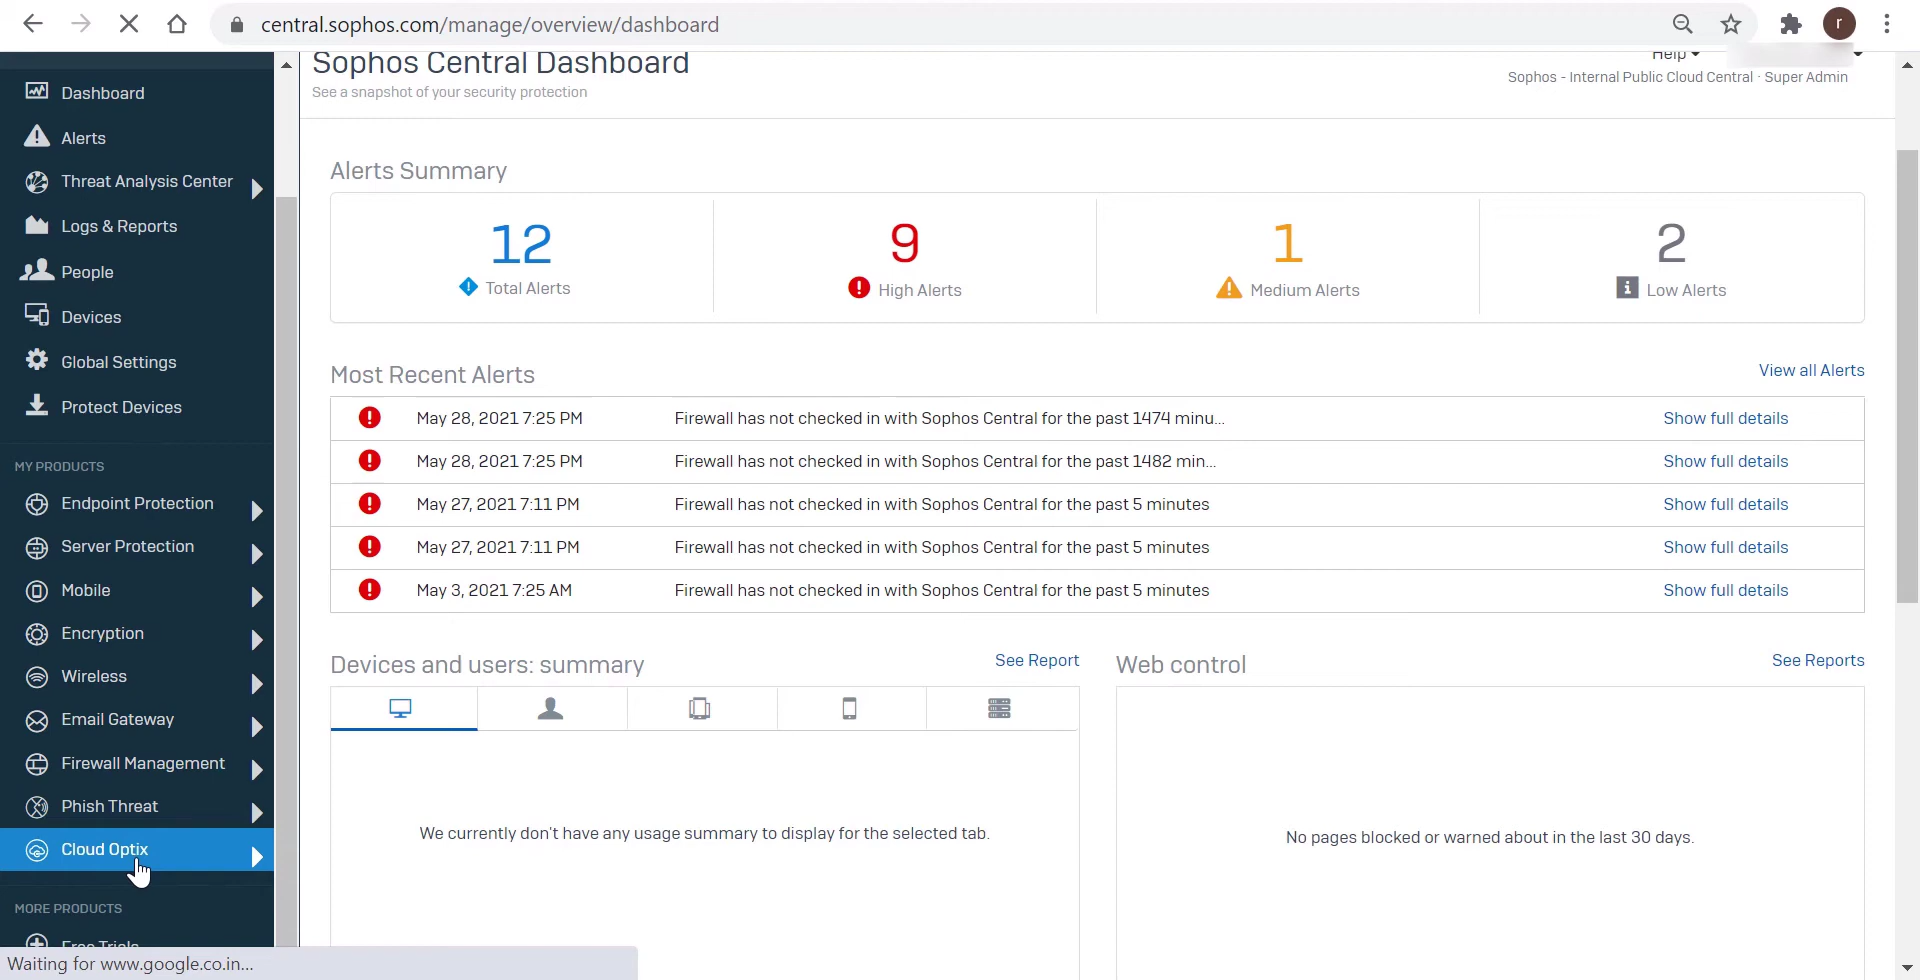 central.sophos.com/manage/overview/dashboard
r
Sophos Central Dashboard
See a snapshot of your security protection
Help
Sophos - Internal Public Cloud Central · Super Admin
Dashboard
Alerts
Threat Analysis Center
Logs & Reports
People
Devices
Global Settings
Protect Devices
MY PRODUCTS
Endpoint Protection
Server Protection
Mobile
Encryption
Wireless
Email Gateway
Firewall Management
Phish Threat
Cloud Optix
MORE PRODUCTS
Free Trials
Waiting for www.google.co.in...
Alerts Summary
12
Total Alerts
9
High Alerts
1
Medium Alerts
2
Low Alerts
Most Recent Alerts
View all Alerts
May 28, 2021 7:25 PM Firewall has not checked in with Sophos Central for the past 1474 minu... Show full details
May 28, 2021 7:25 PM Firewall has not checked in with Sophos Central for the past 1482 min... Show full details
May 27, 2021 7:11 PM Firewall has not checked in with Sophos Central for the past 5 minutes Show full details
May 27, 2021 7:11 PM Firewall has not checked in with Sophos Central for the past 5 minutes Show full details
May 3, 2021 7:25 AM Firewall has not checked in with Sophos Central for the past 5 minutes Show full details
Devices and users: summary
See Report
We currently don't have any usage summary to display for the selected tab.
Web control
See Reports
No pages blocked or warned about in the last 30 days.